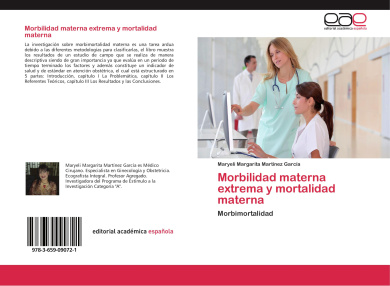 Morbilidad materna extrema y mortalidad
materna
La investigación sobre morbimortalidad materna es una tarea ardua
debido a las diferentes metodologías para clasificarlas, el libro muestra
los resultados de un estudio de campo que se realiza de manera
descriptiva siendo de gran importancia ya que evalúa en un periodo de
tiempo terminado los factores y además constituye un indicador de
salud y de estándar en atención obstétrica, el cual está estructurado en
5 partes: Introducción, capítulo I La Problemática, capítulo II Los
Referentes Teóricos, capítulo III Los Resultados y las Conclusiones.
Maryeli Margarita Martínez García es Médico
Cirujano. Especialista en Ginecología y Obstetricia.
Ecografista Integral. Profesor Agregado,
Investigadora del Programa de Estímulo a la
Investigación Categoría "A".
editorial académica española
978-3-659-09072-1
eae
editorial académica española
Maryeli Margarita Martínez García
Morbilidad materna
extrema y mortalidad
materna
Morbimortalidad